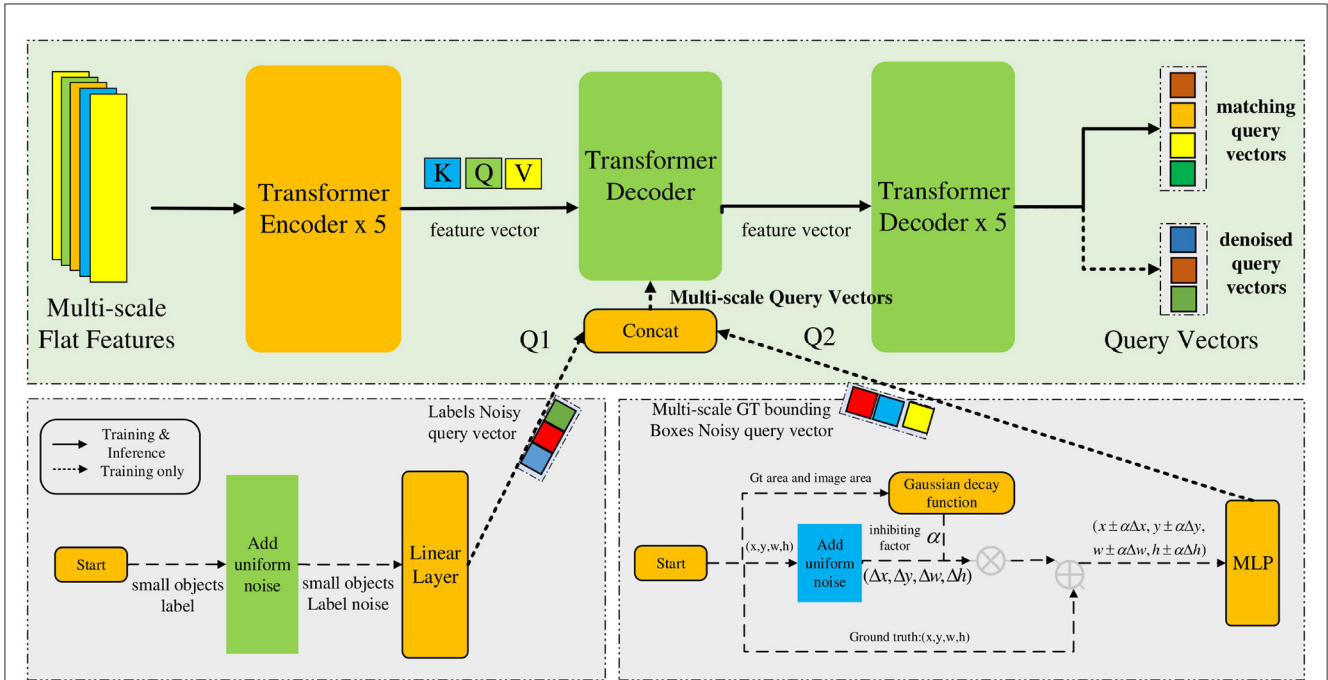 Multi-scale
Flat Features
Transformer
Encoder x 5
K Q V
feature vector
Transformer
Decoder
feature vector
Transformer
Decoder x 5
matching
query
vectors
denoised
query
vectors
Query Vectors
Multi-scale Query Vectors
Concat
Q1
Q2
Labels Noisy
query vector
Training &
Inference
Training only
Start
small objects
label
Add
uniform
noise
small objects
Label noise
Linear
Layer
Multi-scale GT bounding
Boxes Noisy query vector
Gt area and image area
Gaussian decay
function
Start
(x,y,w,h)
Add
uniform
noise
inhibiting
factor
α
(Δx, Δy, Δw, Δh)
(x ± αΔx, y ± αΔy,
w ± αΔw, h ± αΔh)
MLP
Ground truth:(x,y,w,h)